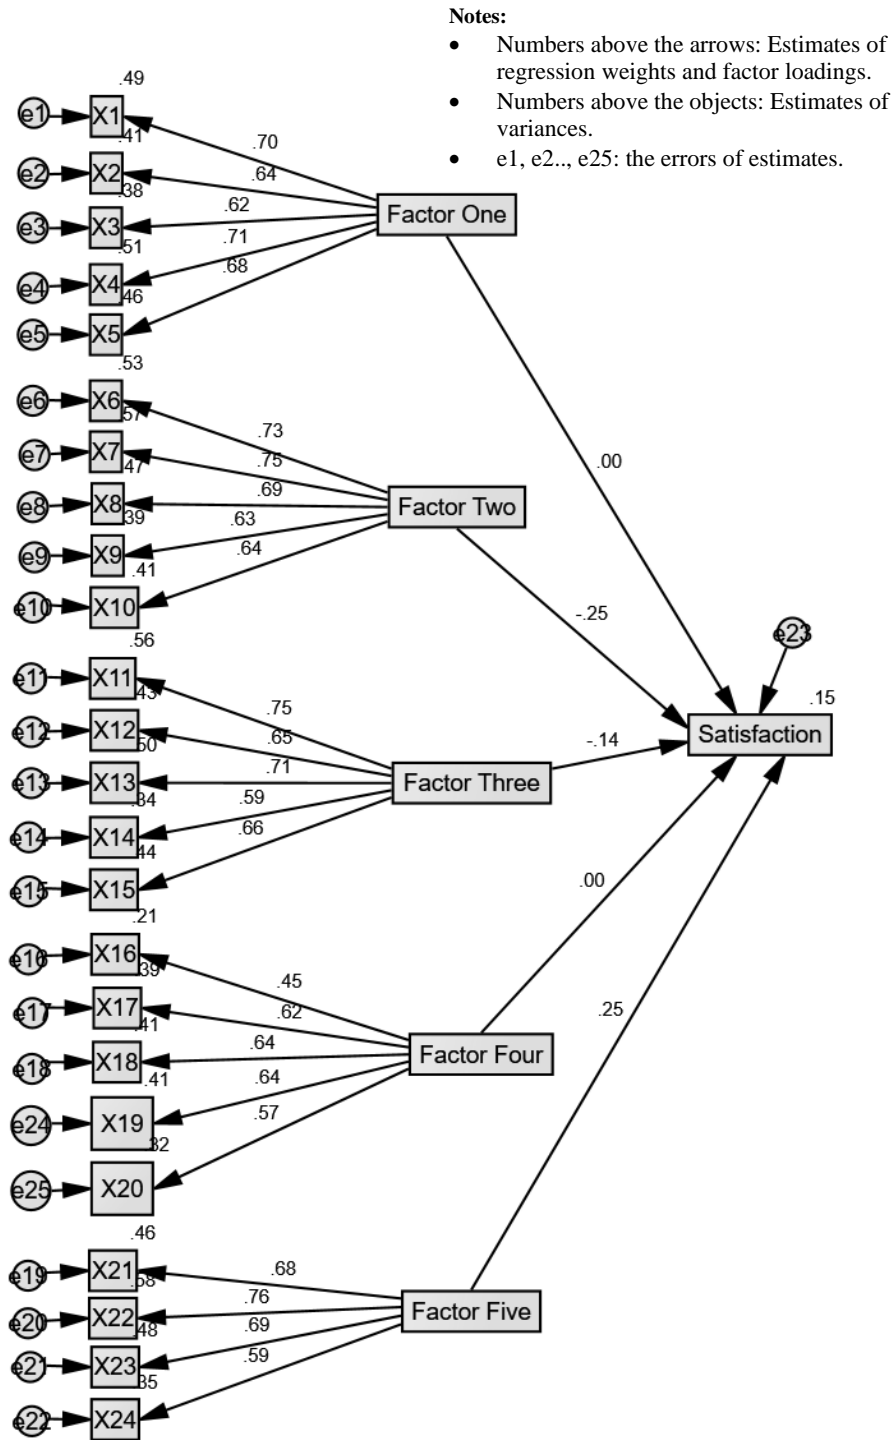 Notes:
• Numbers above the arrows: Estimates of
regression weights and factor loadings.
• Numbers above the objects: Estimates of
variances.
• e1, e2.., e25: the errors of estimates.
.49
e1 X1
.41
.70
e2 X2
.38
.64
e3 X3
.51
.62
Factor One
e4 X4
.46
.71
e5 X5
.68
.53
e6 X6
.57
.73
e7 X7
.47
.75
e8 X8
.39
.69
Factor Two
e9 X9
.63
.41
.64
e10 X10
.00
-.25
.56
e11 X11
.43
.75
e12 X12
.50
.65
e13 X13
.34
.71
Factor Three
e14 X14
.44
.59
e15 X15
.66
-.14
e23
.15
Satisfaction
.21
e16 X16
.39
.45
e17 X17
.41
.62
e18 X18
.41
.64
Factor Four
e24 X19
.32
.64
e25 X20
.57
.00
.25
.46
e19 X21
.58
.68
e20 X22
.48
.76
Factor Five
e21 X23
.35
.69
e22 X24
.59